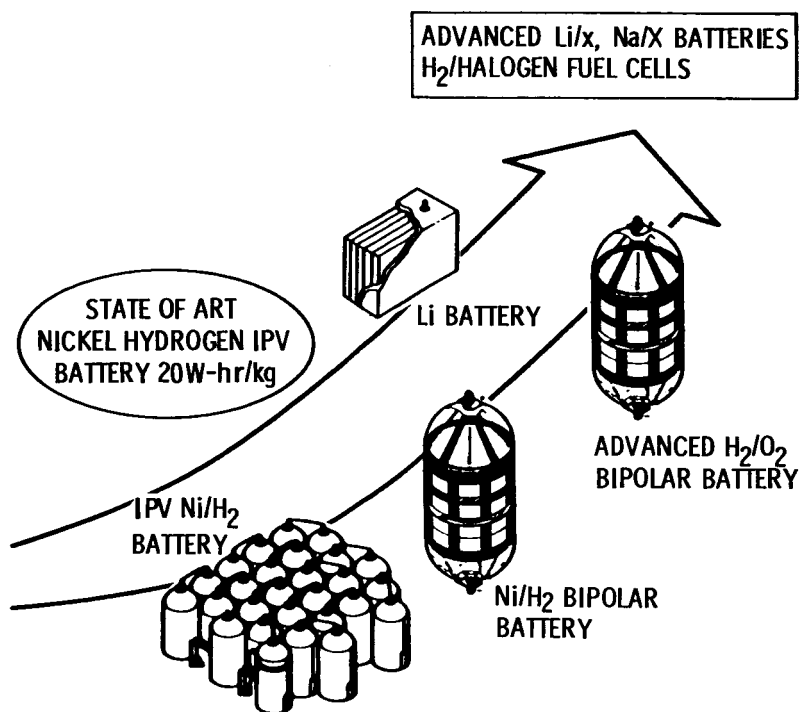 ADVANCED Li/x, Na/X BATTERIES
H₂/HALOGEN FUEL CELLS
STATE OF ART
NICKEL HYDROGEN IPV
BATTERY 20W-hr/kg
Li BATTERY
ADVANCED H₂/O₂
BIPOLAR BATTERY
IPV Ni/H₂
BATTERY
Ni/H₂ BIPOLAR
BATTERY